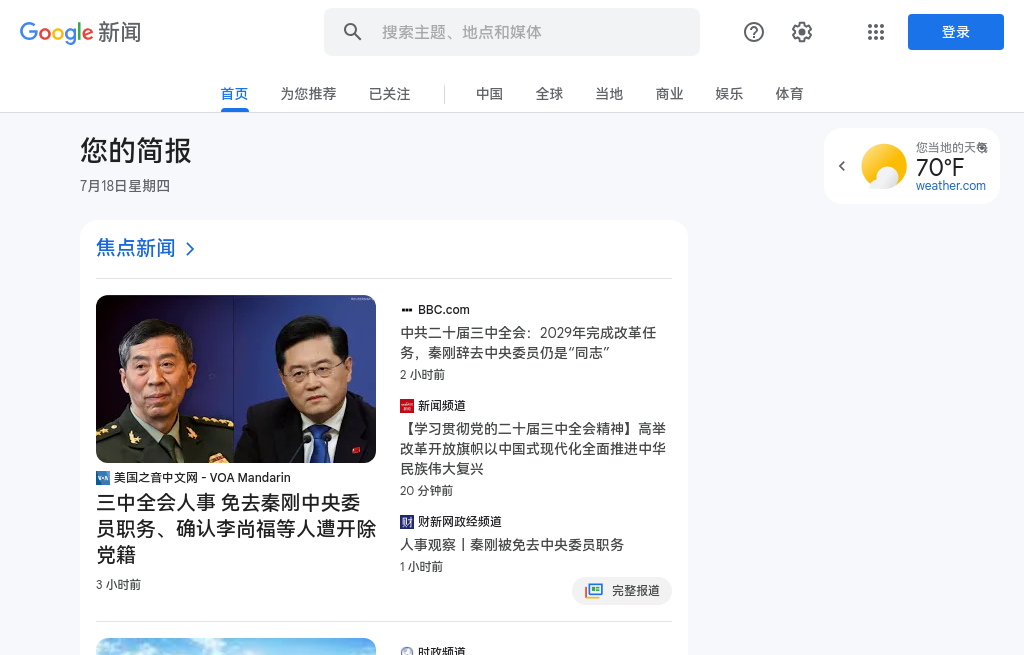 Google 新闻
搜索主题、地点和媒体
登录
首页
为您推荐
已关注
中国
全球
当地
商业
娱乐
体育
您的简报
7月18日星期四
您当地的天
70°F
weather.com
焦点新闻
美国之音中文网 - VOA Mandarin
三中全会人事 免去秦刚中央委
员职务、确认李尚福等人遭开除
党籍
3 小时前
BBC.com
中共二十届三中全会：2029年完成改革任
务，秦刚辞去中央委员仍是“同志”
2 小时前
新闻频道
【学习贯彻党的二十届三中全会精神】高举
改革开放旗帜以中国式现代化全面推进中华
民族伟大复兴
20 分钟前
财新网政经频道
人事观察丨秦刚被免去中央委员职务
1 小时前
完整报道
时政频道